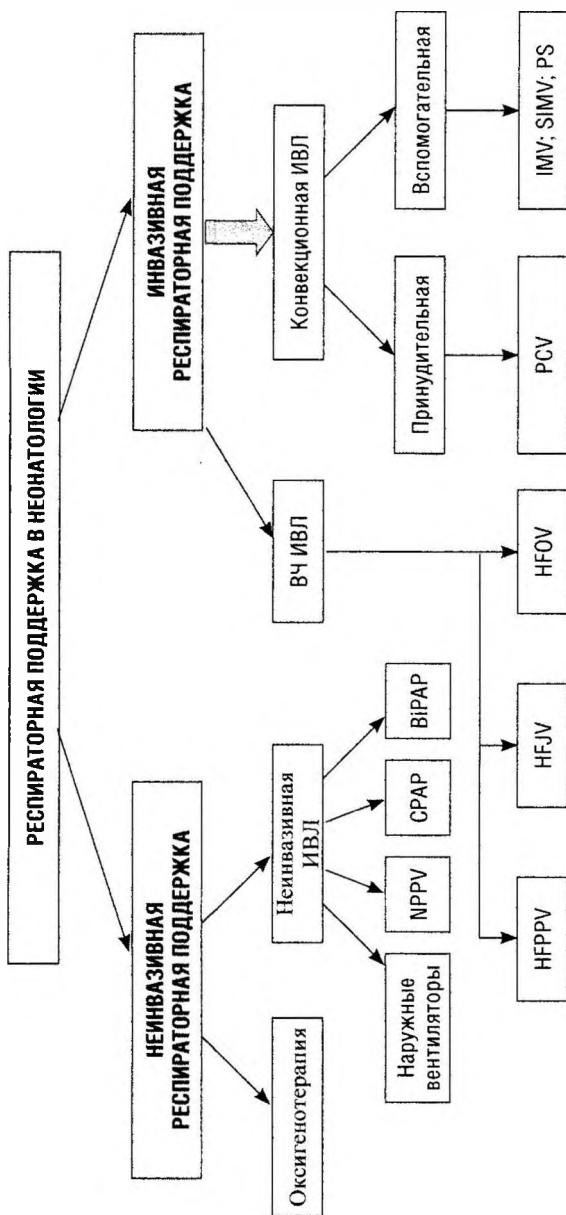 РЕСПИРАТОРНАЯ ПОДДЕРЖКА В НЕОНАТОЛОГИИ
НЕИНВАЗИВНАЯ
РЕСПИРАТОРНАЯ ПОДДЕРЖКА
ИНВАЗИВНАЯ
РЕСПИРАТОРНАЯ ПОДДЕРЖКА
Оксигенотерапия
Неинвазивная
ИВЛ
ВЧ ИВЛ
Конвекционная ИВЛ
Наружные
вентиляторы
NPPV
CPAP
BiPAP
Принудительная
Вспомогательная
HFPPV
HFJV
HFOV
PCV
IMV; SIMV; PS